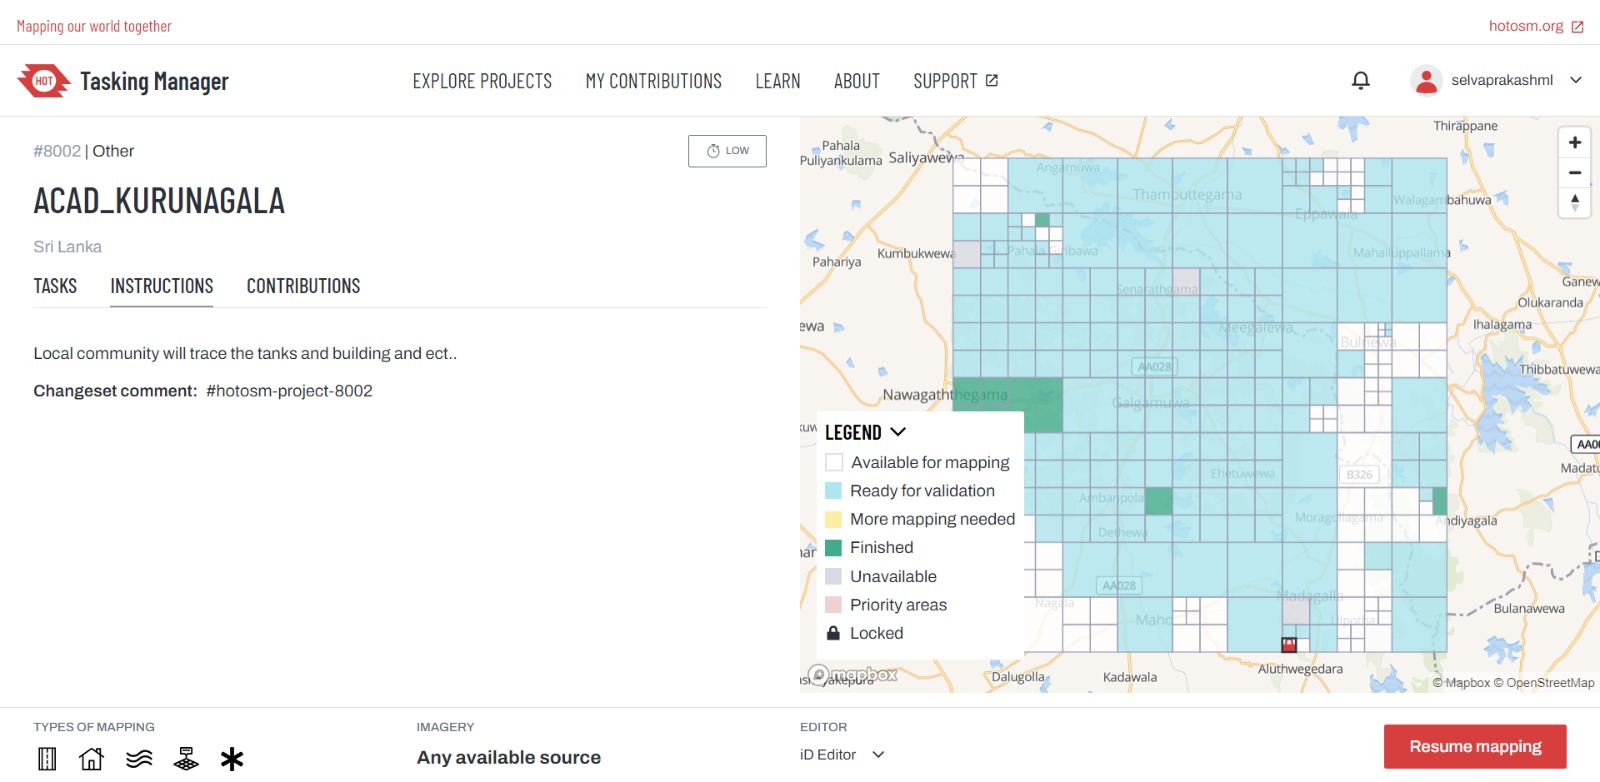 Mapping our world together
hotosm.org
HOT
Tasking Manager
EXPLORE PROJECTS
MY CONTRIBUTIONS
LEARN
ABOUT
SUPPORT
selvaprakashml
#8002 | Other
LOW
ACAD_KURUNAGALA
Sri Lanka
TASKS
INSTRUCTIONS
CONTRIBUTIONS
Local community will trace the tanks and building and ect..
Changeset comment: #hotosm-project-8002
Thirappane
Pahala
Puliyankulama
Saliyawewa
Angamuwa
Thambuttegama
Walagambahuwa
Eppawala
Kumbukwewa
Pahala Giribawa
Mahailuppallama
Pahariya
Senarathgama
Ganew
Olukaranda
ewa
Meegalewa
Ihalagama
Bulnewa
AA028
Thibbatuwewa
Nawagaththegama
Galgamuwa
LEGEND
Available for mapping
Ready for validation
More mapping needed
Finished
Unavailable
Priority areas
Locked
AA00
Ehetuwewa
B326
Madatu
Ambanpola
Moragollagama
Andiyagala
Dethewa
AA028
Nagala
Madagalla
Maho
Ulpotha
Bulanawewa
Aluthwegedara
mapbox
Dalugolla
Kadawala
© Mapbox © OpenStreetMap
TYPES OF MAPPING
IMAGERY
Any available source
EDITOR
iD Editor
Resume mapping